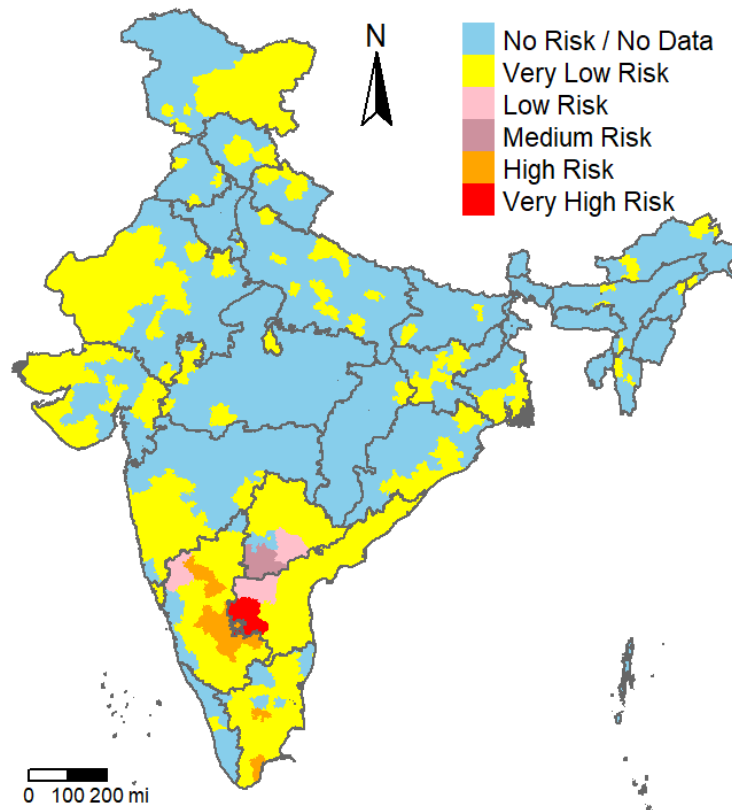 N
No Risk / No Data
Very Low Risk
Low Risk
Medium Risk
High Risk
Very High Risk
0 100 200 mi